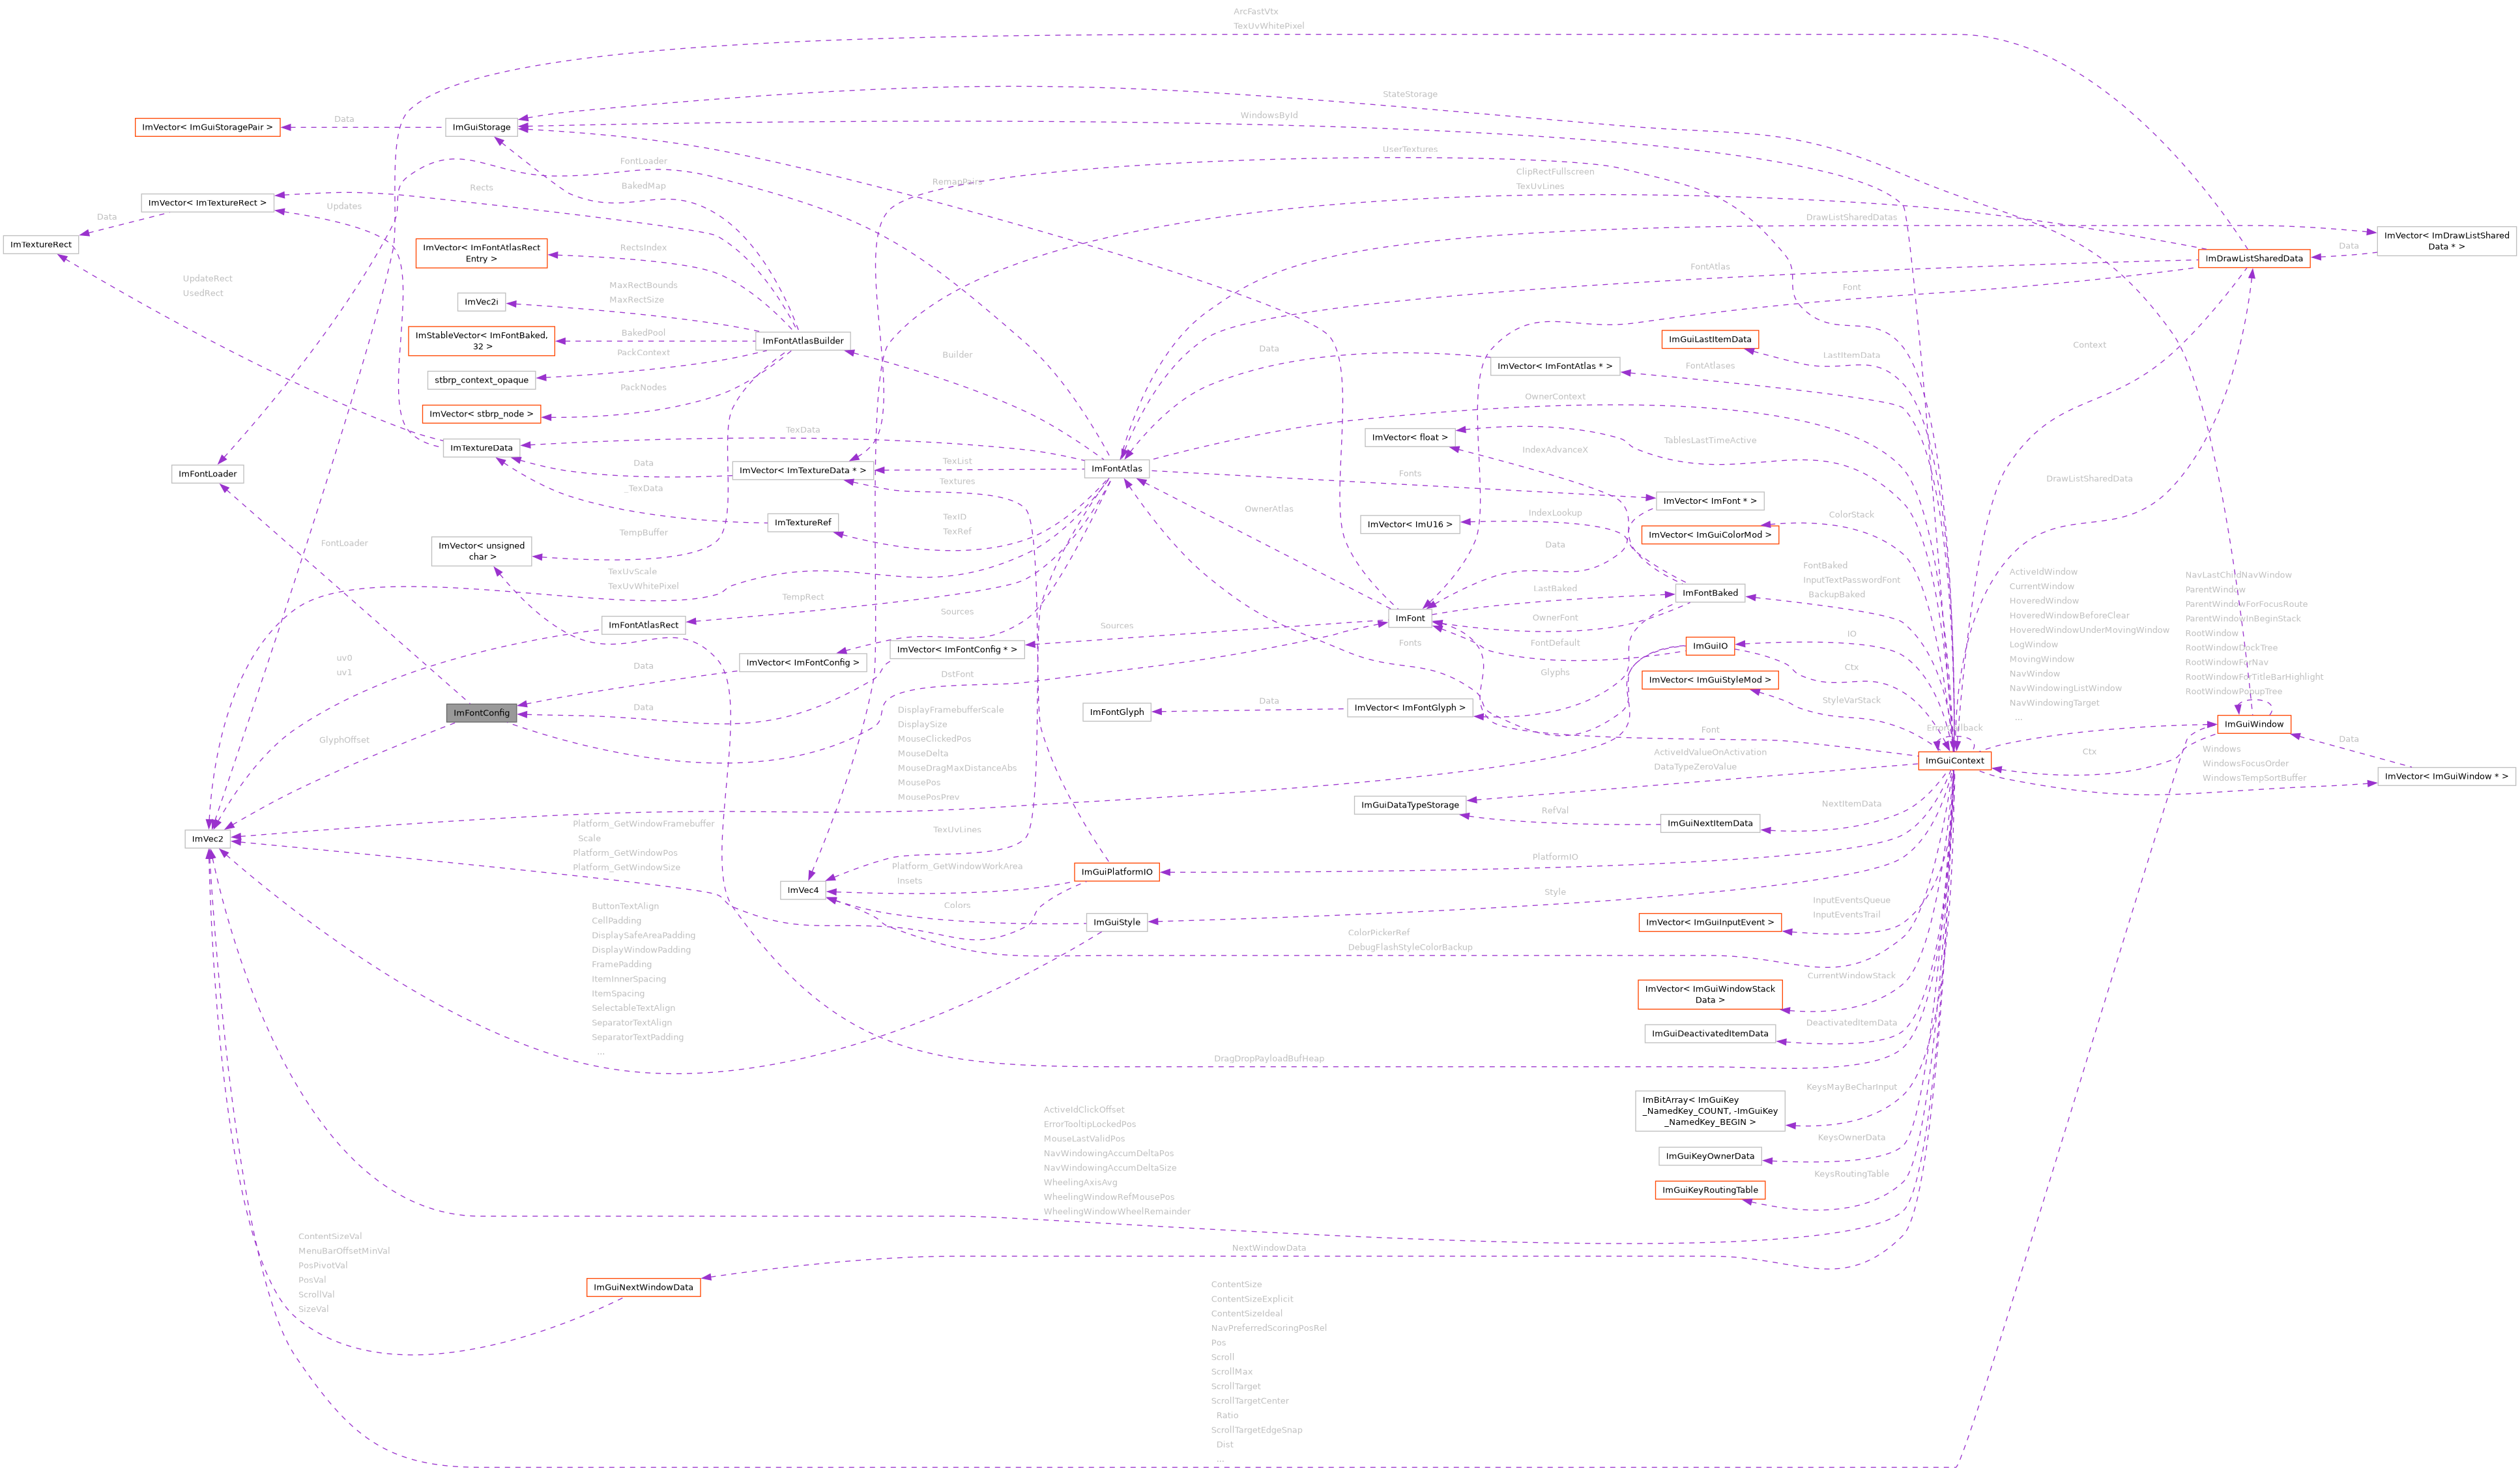 ArcFastVtx
TexUvWhitePixel
StateStorage
WindowsById
ImVector< ImGuiStoragePair >
Data
ImGuiStorage
FontLoader
UserTextures
RemapPairs
BakedMap
Rects
ClipRectFullscreen
TexUvLines
ImVector< ImTextureRect >
Updates
Data
ImTextureRect
DrawListSharedDatas
ImVector< ImDrawListShared
Data * >
Data
ImDrawListSharedData
ImVector< ImFontAtlasRect
Entry >
RectsIndex
FontAtlas
Font
UpdateRect
UsedRect
ImVec2i
MaxRectBounds
MaxRectSize
ImStableVector< ImFontBaked,
32 >
BakedPool
ImFontAtlasBuilder
PackContext
stbrp_context_opaque
PackNodes
ImVector< stbrp_node >
Builder
Data
ImVector< ImFontAtlas * >
FontAtlases
ImGuiLastItemData
LastItemData
Context
OwnerContext
ImTextureData
TexData
Data
ImVector< ImTextureData * >
TexList
Textures
ImFontAtlas
ImVector< float >
TablesLastTimeActive
IndexAdvanceX
Fonts
ImVector< ImFont * >
ImFontLoader
_TexData
ImTextureRef
TexID
TexRef
OwnerAtlas
ImVector< ImU16 >
IndexLookup
ImVector< ImGuiColorMod >
ColorStack
DrawListSharedData
TempBuffer
ImVector< unsigned
char >
FontLoader
Data
TexUvScale
TexUvWhitePixel
TempRect
ImFontAtlasRect
Sources
ImVector< ImFontConfig >
ImVector< ImFontConfig * >
Sources
ImFont
LastBaked
OwnerFont
ImFontBaked
FontBaked
InputTextPasswordFont
BackupBaked
Fonts
FontDefault
ImGuiIO
IO
Ctx
Glyphs
ActiveIdWindow
CurrentWindow
HoveredWindow
HoveredWindowBeforeClear
HoveredWindowUnderMovingWindow
LogWindow
MovingWindow
NavWindow
NavWindowingListWindow
NavWindowingTarget
...
NavLastChildNavWindow
ParentWindow
ParentWindowForFocusRoute
ParentWindowInBeginStack
RootWindow
RootWindowDockTree
RootWindowForNav
RootWindowForTitleBarHighlight
RootWindowPopupTree
uv0
uv1
Data
DstFont
Data
ImFontConfig
GlyphOffset
ImVector< ImGuiStyleMod >
StyleVarStack
ImFontGlyph
Data
ImVector< ImFontGlyph >
Font
ErrorCallback
ImGuiContext
ImGuiWindow
Ctx
Data
Windows
WindowsFocusOrder
WindowsTempSortBuffer
ImVector< ImGuiWindow * >
DisplayFramebufferScale
DisplaySize
MouseClickedPos
MouseDelta
MouseDragMaxDistanceAbs
MousePos
MousePosPrev
ActiveIdValueOnActivation
DataTypeZeroValue
ImGuiDataTypeStorage
RefVal
ImGuiNextItemData
NextItemData
ImVec2
Platform_GetWindowFramebuffer
Scale
Platform_GetWindowPos
Platform_GetWindowSize
TexUvLines
Platform_GetWindowWorkArea
Insets
ImGuiPlatformIO
PlatformIO
ImVec4
Colors
ImGuiStyle
Style
ImVector< ImGuiInputEvent >
InputEventsQueue
InputEventsTrail
ColorPickerRef
DebugFlashStyleColorBackup
ButtonTextAlign
CellPadding
DisplaySafeAreaPadding
DisplayWindowPadding
FramePadding
ItemInnerSpacing
ItemSpacing
SelectableTextAlign
SeparatorTextAlign
SeparatorTextPadding
...
CurrentWindowStack
ImVector< ImGuiWindowStack
Data >
ImGuiDeactivatedItemData
DeactivatedItemData
DragDropPayloadBufHeap
KeysMayBeCharInput
ImBitArray< ImGuiKey
_NamedKey_COUNT, -ImGuiKey
_NamedKey_BEGIN >
KeysOwnerData
ImGuiKeyOwnerData
KeysRoutingTable
ImGuiKeyRoutingTable
ActiveIdClickOffset
ErrorTooltipLockedPos
MouseLastValidPos
NavWindowingAccumDeltaPos
NavWindowingAccumDeltaSize
WheelingAxisAvg
WheelingWindowRefMousePos
WheelingWindowWheelRemainder
NextWindowData
ImGuiNextWindowData
ContentSizeVal
MenuBarOffsetMinVal
PosPivotVal
PosVal
ScrollVal
SizeVal
ContentSize
ContentSizeExplicit
ContentSizeIdeal
NavPreferredScoringPosRel
Pos
Scroll
ScrollMax
ScrollTarget
ScrollTargetCenter
Ratio
ScrollTargetEdgeSnap
Dist
...